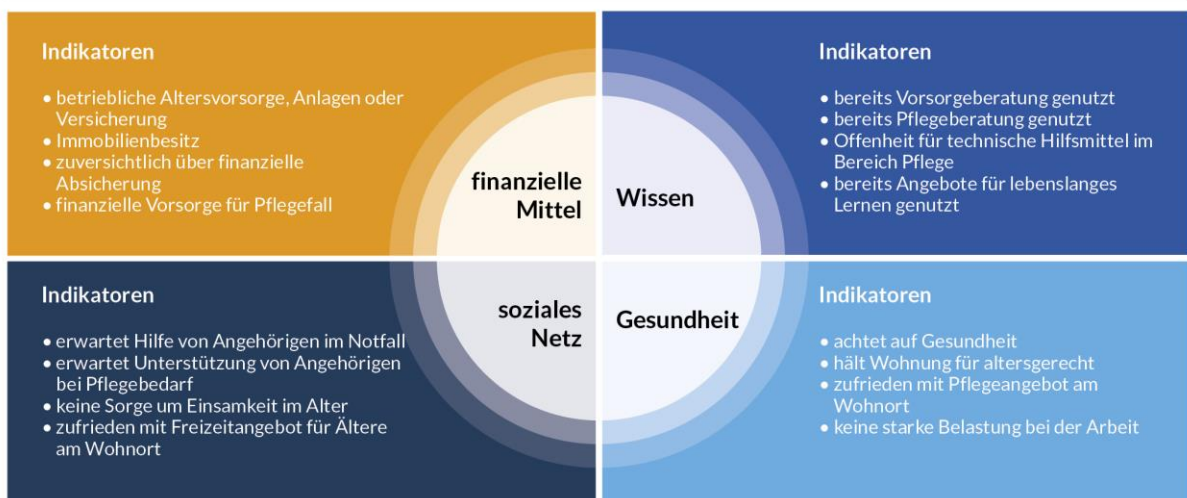 Indikatoren
• betriebliche Altersvorsorge, Anlagen oder
Versicherung
• Immobilienbesitz
• zuversichtlich über finanzielle
Absicherung
• finanzielle Vorsorge für Pflegefall
finanzielle
Mittel
Indikatoren
• bereits Vorsorgeberatung genutzt
• bereits Pflegeberatung genutzt
• Offenheit für technische Hilfsmittel im
Bereich Pflege
• bereits Angebote für lebenslanges
Lernen genutzt
Wissen
Indikatoren
• erwartet Hilfe von Angehörigen im Notfall
• erwartet Unterstützung von Angehörigen
bei Pflegebedarf
• keine Sorge um Einsamkeit im Alter
• zufrieden mit Freizeitangebot für Ältere
am Wohnort
soziales
Netz
Indikatoren
• achtet auf Gesundheit
• hält Wohnung für altersgerecht
• zufrieden mit Pflegeangebot am
Wohnort
• keine starke Belastung bei der Arbeit
Gesundheit